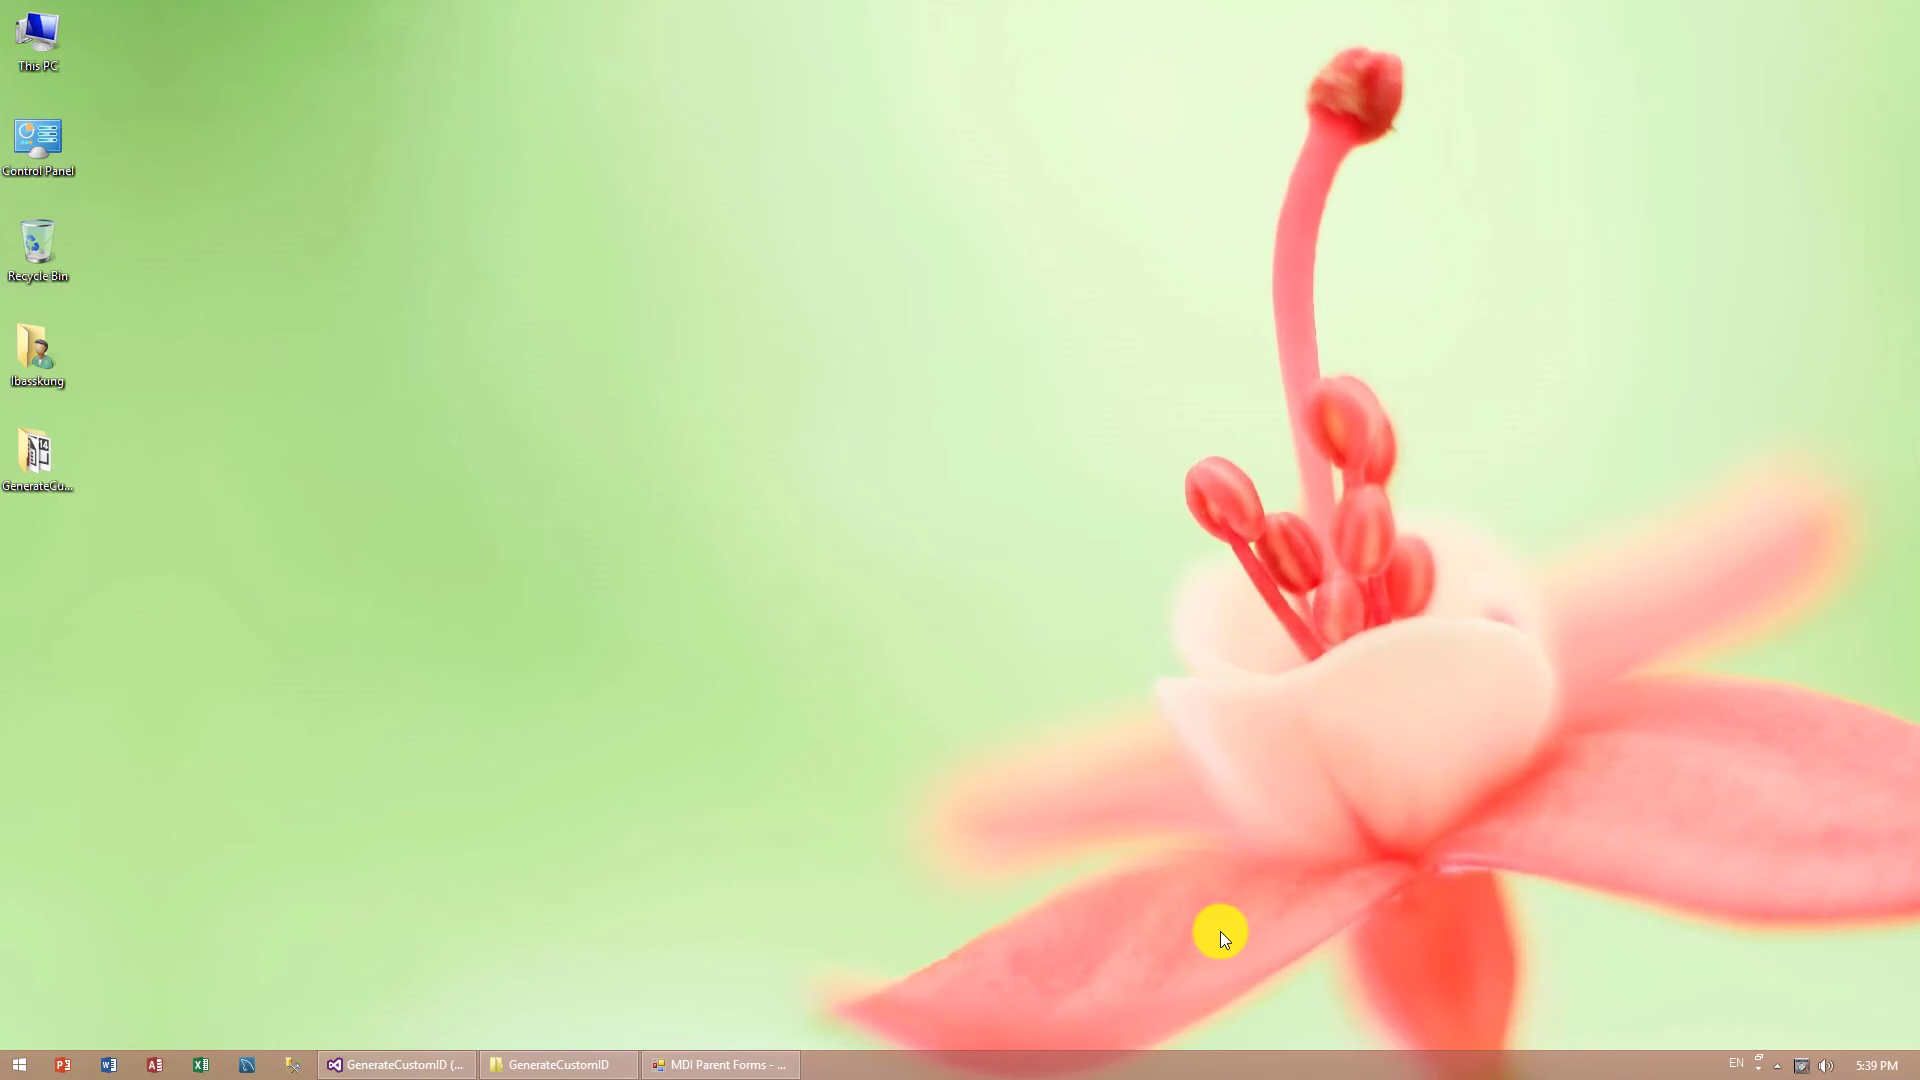 This PC
Control Panel
Recycle Bin
Ibasskung
GenerateCu...
GenerateCustomID (...
GenerateCustomID
MDI Parent Forms - ...
EN
5:39 PM